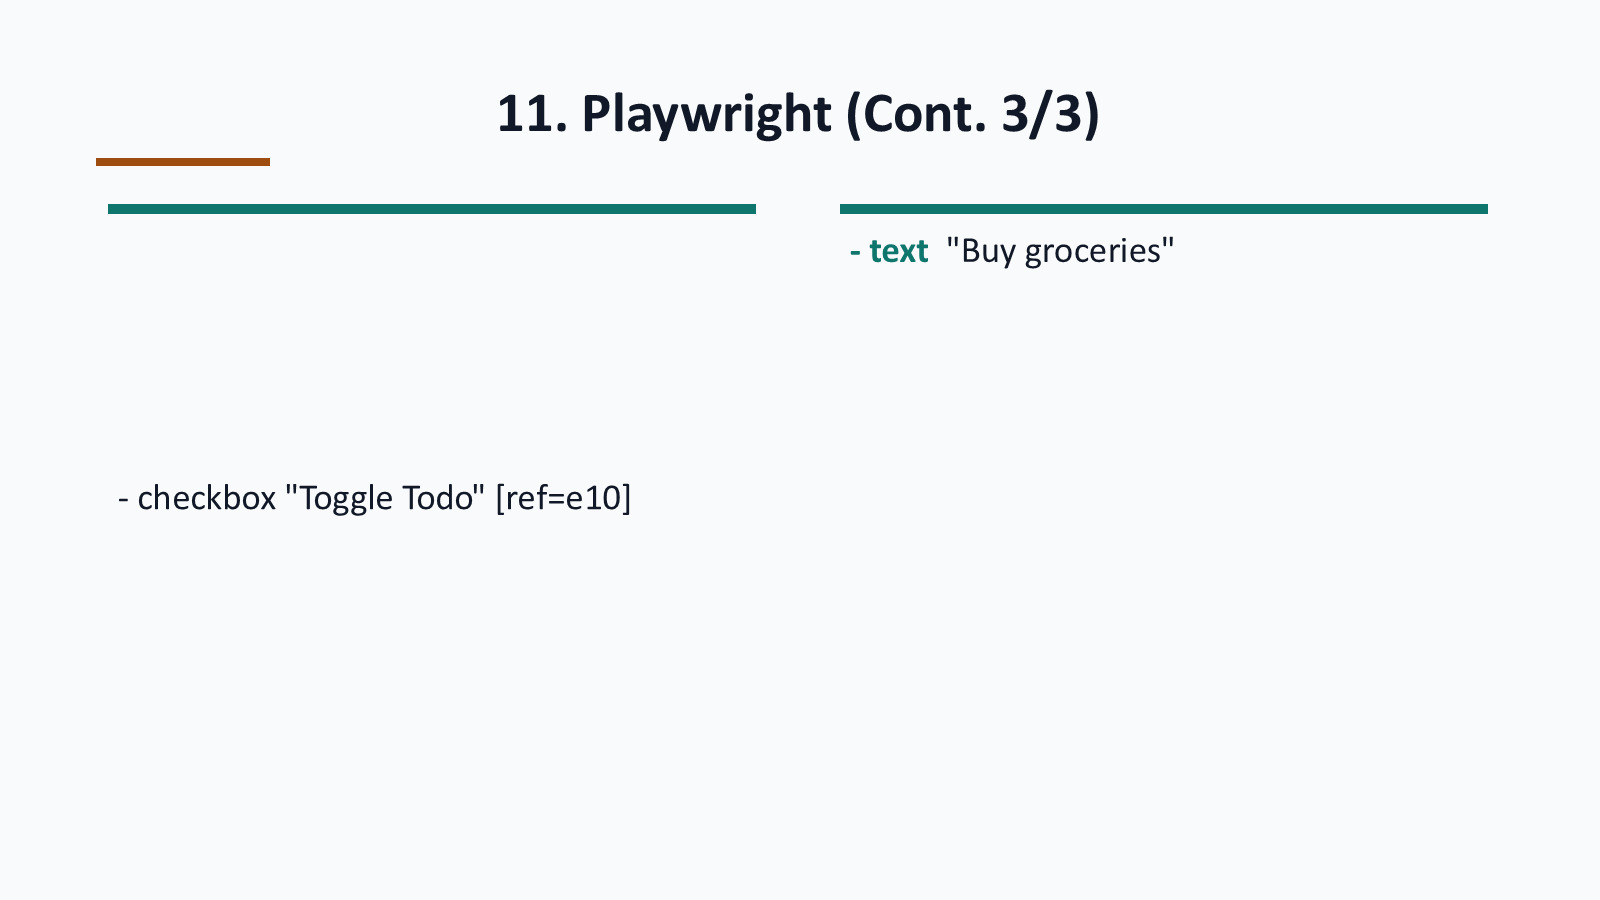 11. Playwright (Cont. 3/3)
- checkbox "Toggle Todo" [ref=e10]
- text "Buy groceries"